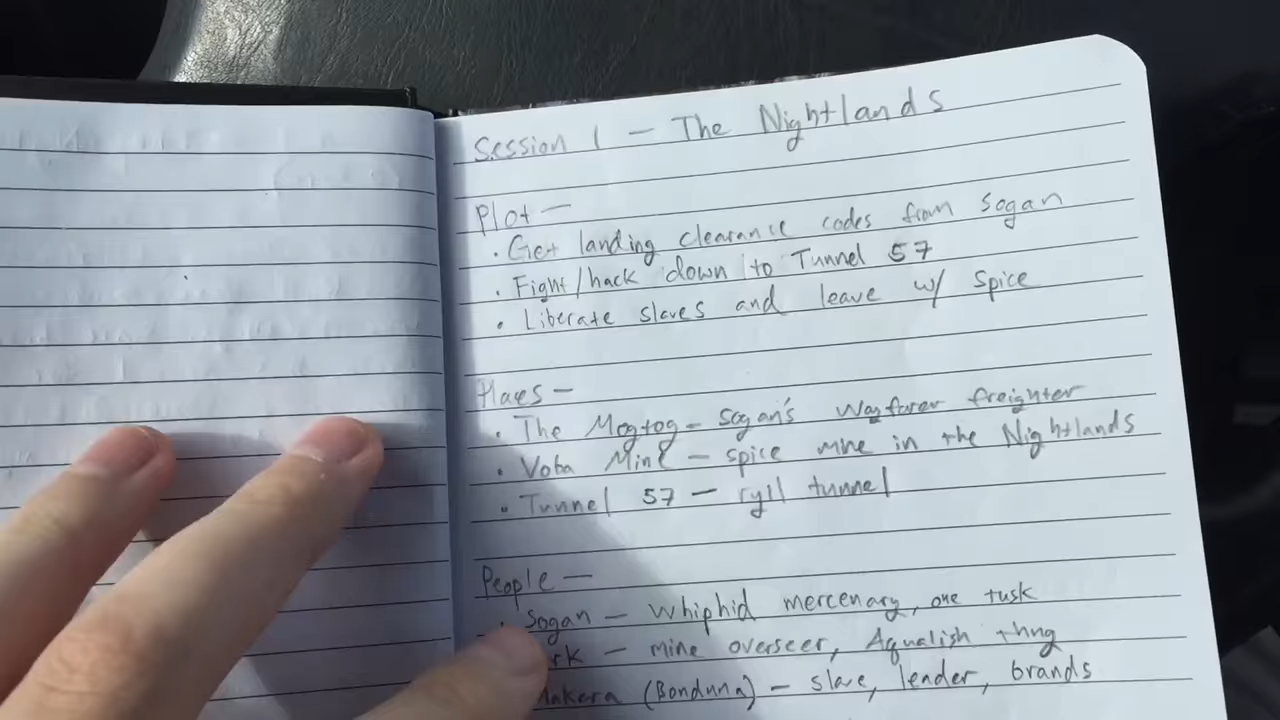 Session 1 — The Nightlands
Plot —
• Get landing clearance codes from Sogan
• Fight/hack down to Tunnel 57
• Liberate slaves and leave w/ spice
Places —
• The Mogtog — Sogan's Wayfarer freighter
• Voba Mine — spice mine in the Nightlands
• Tunnel 57 — ryll tunnel
People —
• Sogan — Whiphid mercenary, one tusk
— mine overseer, Aqualish thug
(Bonduna) — slave, leader, brands